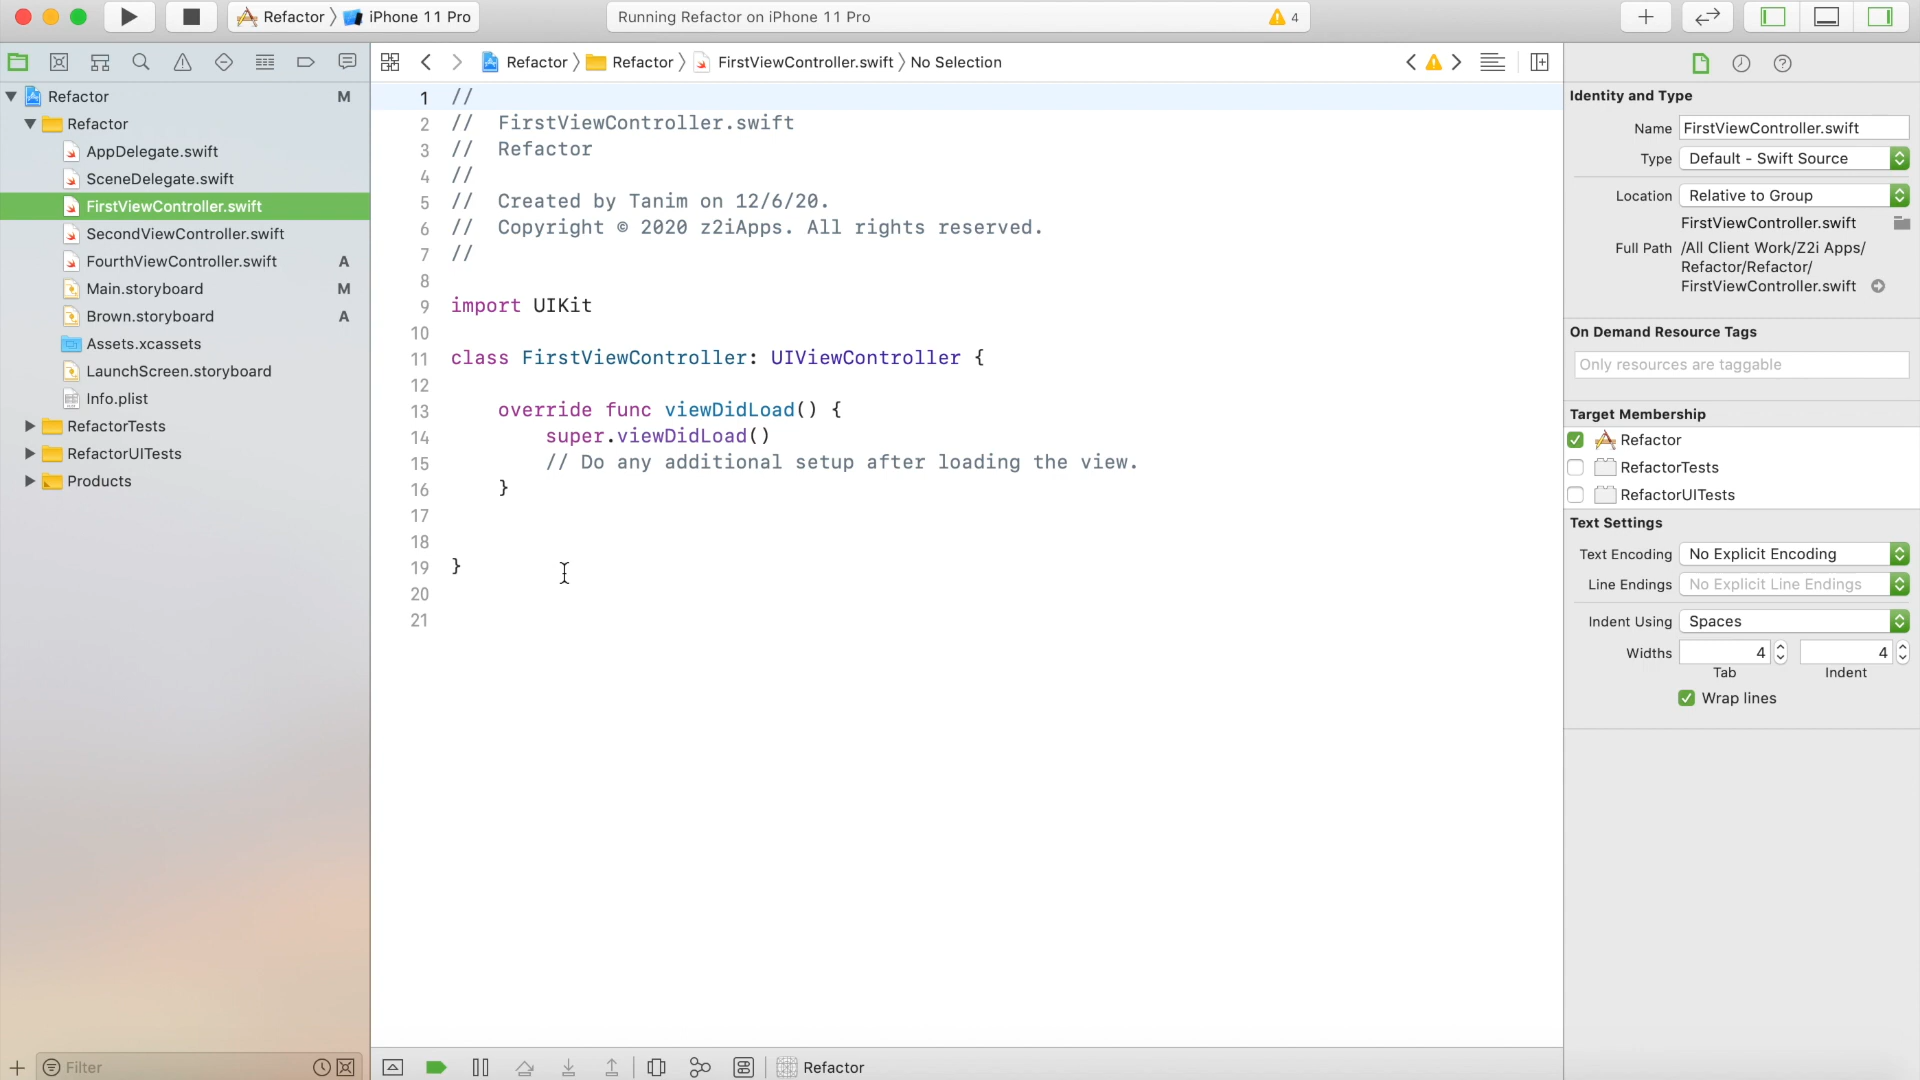 Refactor 〉 iPhone 11 Pro
Running Refactor on iPhone 11 Pro
4
Refactor 〉 Refactor 〉 FirstViewController.swift 〉 No Selection
Refactor M
Refactor
AppDelegate.swift
SceneDelegate.swift
FirstViewController.swift
SecondViewController.swift
FourthViewController.swift A
Main.storyboard M
Brown.storyboard A
Assets.xcassets
LaunchScreen.storyboard
Info.plist
RefactorTests
RefactorUITests
Products
Filter
1 //
2 // FirstViewController.swift
3 // Refactor
4 //
5 // Created by Tanim on 12/6/20.
6 // Copyright © 2020 z2iApps. All rights reserved.
7 //
8
9 import UIKit
10
11 class FirstViewController: UIViewController {
12
13 override func viewDidLoad() {
14 super.viewDidLoad()
15 // Do any additional setup after loading the view.
16 }
17
18
19 }
20
21
Refactor
Identity and Type
Name FirstViewController.swift
Type Default - Swift Source
Location Relative to Group
FirstViewController.swift
Full Path /All Client Work/Z2i Apps/
Refactor/Refactor/
FirstViewController.swift
On Demand Resource Tags
Only resources are taggable
Target Membership
Refactor
RefactorTests
RefactorUITests
Text Settings
Text Encoding No Explicit Encoding
Line Endings No Explicit Line Endings
Indent Using Spaces
Widths 4 4
Tab Indent
Wrap lines